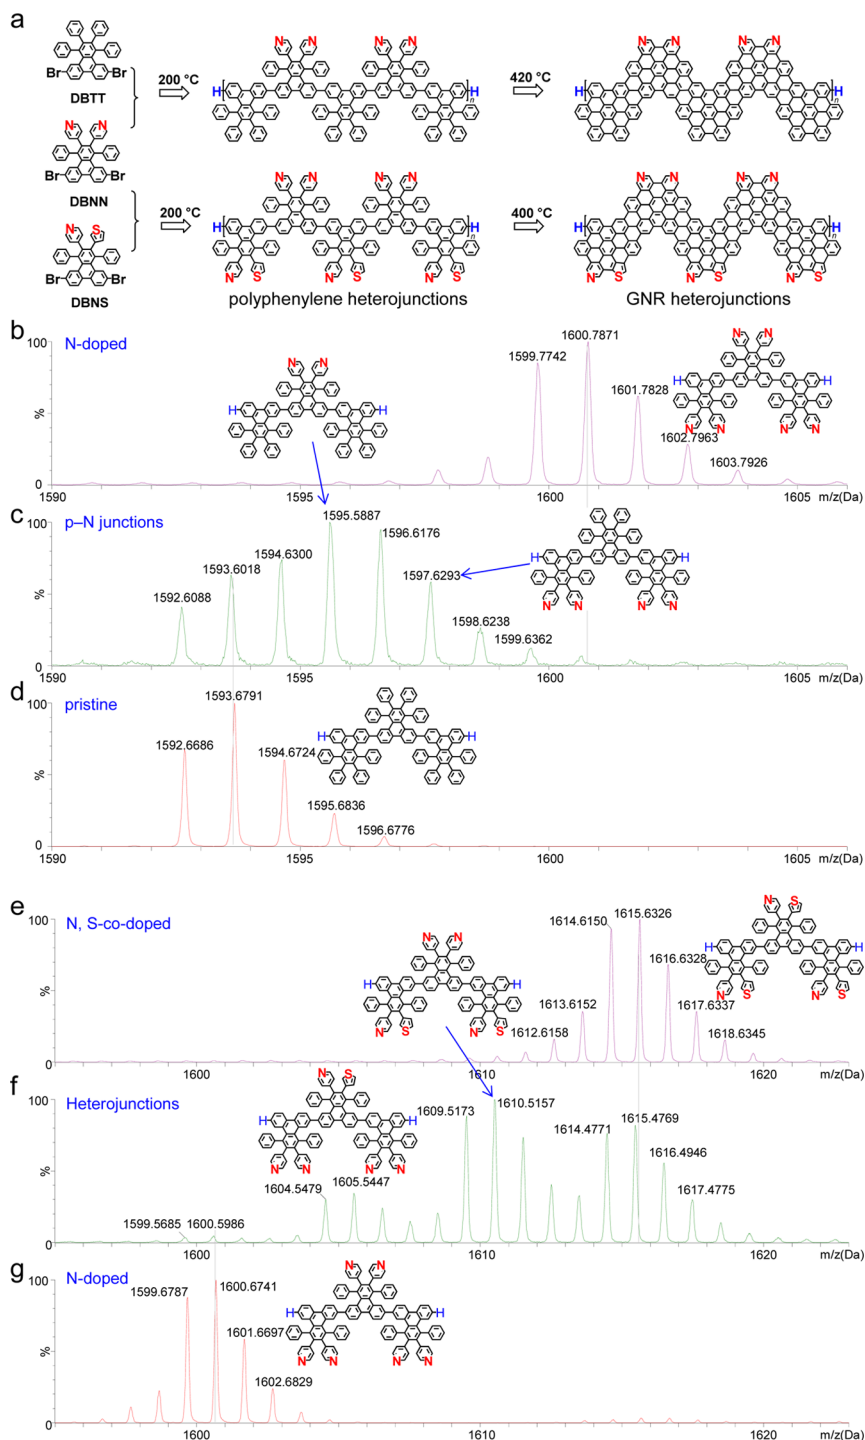 a
Br
Br
DBTT
N
N
Br
Br
DBNN
N
S
Br
Br
DBNS
200 °C
N
N
N
N
H
H
n
420 °C
N
N
N
N
H
H
n
200 °C
N
N
N
N
H
H
n
N
S
N
S
N
S
400 °C
N
N
N
N
H
H
n
N
S
N
S
N
S
polyphenylene heterojunctions
GNR heterojunctions
b
N-doped
100
%
0
1599.7742
1600.7871
1601.7828
1602.7963
1603.7926
N
N
H
H
N
N
H
H
N
N
N
N
1590
1595
1600
1605
m/z(Da)
c
p–N junctions
100
%
0
1592.6088
1593.6018
1594.6300
1595.5887
1596.6176
1597.6293
1598.6238
1599.6362
H
H
N
N
N
N
1590
1595
1600
1605
m/z(Da)
d
pristine
100
%
0
1592.6686
1593.6791
1594.6724
1595.6836
1596.6776
H
H
1590
1595
1600
1605
m/z(Da)
e
N, S-co-doped
100
%
0
1612.6158
1613.6152
1614.6150
1615.6326
1616.6328
1617.6337
1618.6345
N
N
H
H
N
S
N
S
N
S
H
H
N
S
N
S
1600
1610
1620
m/z(Da)
f
Heterojunctions
100
%
0
1599.5685
1600.5986
1604.5479
1605.5447
1609.5173
1610.5157
1614.4771
1615.4769
1616.4946
1617.4775
N
S
H
H
N
N
N
N
1600
1610
1620
m/z(Da)
g
N-doped
100
%
0
1599.6787
1600.6741
1601.6697
1602.6829
N
N
H
H
N
N
N
N
1600
1610
1620
m/z(Da)